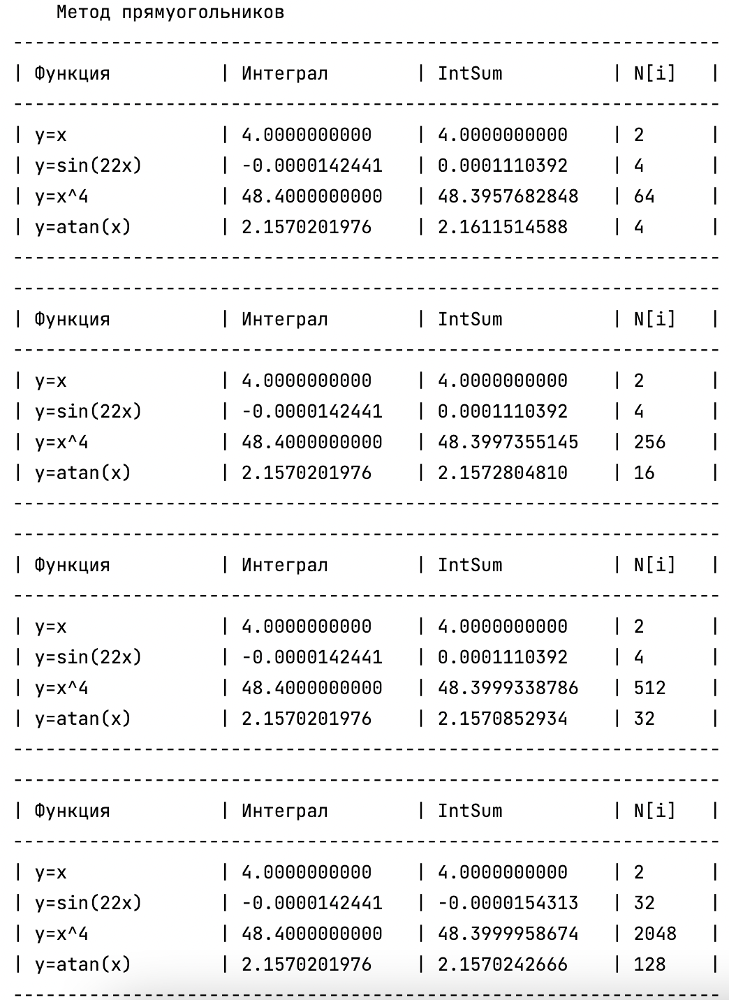 Метод прямуогольников
-----------------------------------------------------------------
| Функция | Интеграл | IntSum | N[i] |
-----------------------------------------------------------------
| y=x | 4.0000000000 | 4.0000000000 | 2 |
| y=sin(22x) | -0.0000142441 | 0.0001110392 | 4 |
| y=x^4 | 48.4000000000 | 48.3957682848 | 64 |
| y=atan(x) | 2.1570201976 | 2.1611514588 | 4 |
-----------------------------------------------------------------
-----------------------------------------------------------------
| Функция | Интеграл | IntSum | N[i] |
-----------------------------------------------------------------
| y=x | 4.0000000000 | 4.0000000000 | 2 |
| y=sin(22x) | -0.0000142441 | 0.0001110392 | 4 |
| y=x^4 | 48.4000000000 | 48.3997355145 | 256 |
| y=atan(x) | 2.1570201976 | 2.1572804810 | 16 |
-----------------------------------------------------------------
-----------------------------------------------------------------
| Функция | Интеграл | IntSum | N[i] |
-----------------------------------------------------------------
| y=x | 4.0000000000 | 4.0000000000 | 2 |
| y=sin(22x) | -0.0000142441 | 0.0001110392 | 4 |
| y=x^4 | 48.4000000000 | 48.3999338786 | 512 |
| y=atan(x) | 2.1570201976 | 2.1570852934 | 32 |
-----------------------------------------------------------------
-----------------------------------------------------------------
| Функция | Интеграл | IntSum | N[i] |
-----------------------------------------------------------------
| y=x | 4.0000000000 | 4.0000000000 | 2 |
| y=sin(22x) | -0.0000142441 | -0.0000154313 | 32 |
| y=x^4 | 48.4000000000 | 48.3999958674 | 2048 |
| y=atan(x) | 2.1570201976 | 2.1570242666 | 128 |
-----------------------------------------------------------------